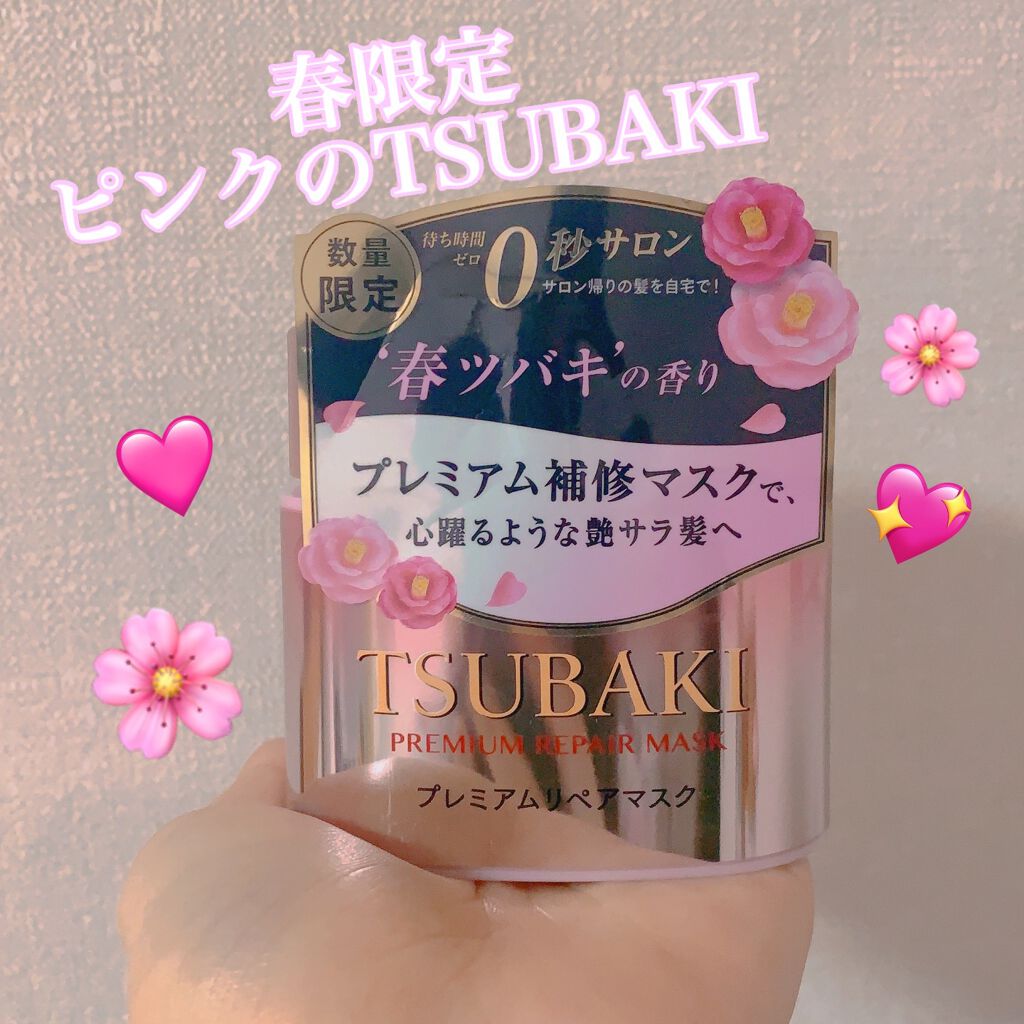 春限定
ピンクのTSUBAKI
数量
限定
待ち時間
ゼロ
0秒サロン
サロン帰りの髪を自宅で!
‘春ツバキ’の香り
プレミアム補修マスクで、
心躍るような艶サラ髪へ
TSUBAKI
PREMIUM REPAIR MASK
プレミアムリペアマスク